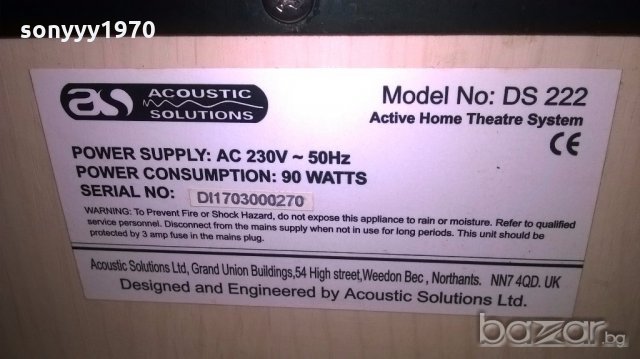 sonyyy1970
as ACOUSTIC SOLUTIONS
Model No: DS 222
Active Home Theatre System
CE
POWER SUPPLY: AC 230V ~ 50Hz
POWER CONSUMPTION: 90 WATTS
SERIAL NO: DI1703000270
WARNING: To Prevent Fire or Shock Hazard, do not expose this appliance to rain or moisture. Refer to qualified
service personnel. Disconnect from the mains supply when not in use for long periods. This unit should be
protected by 3 amp fuse in the mains plug.
Acoustic Solutions Ltd, Grand Union Buildings,54 High street,Weedon Bec , Northants. NN7 4QD. UK
Designed and Engineered by Acoustic Solutions Ltd.
bazar.bg